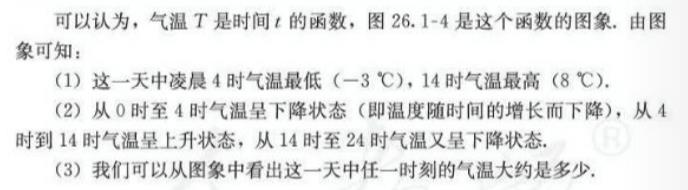 可以认为，气温 T 是时间 t 的函数，图 26.1-4 是这个函数的图象. 由图
象可知：
（1）这一天中凌晨 4 时气温最低（－3 ℃），14 时气温最高（8 ℃）.
（2）从 0 时至 4 时气温呈下降状态（即温度随时间的增长而下降），从 4
时到 14 时气温呈上升状态，从 14 时至 24 时气温又呈下降状态.
（3）我们可以从图象中看出这一天中任一时刻的气温大约是多少.